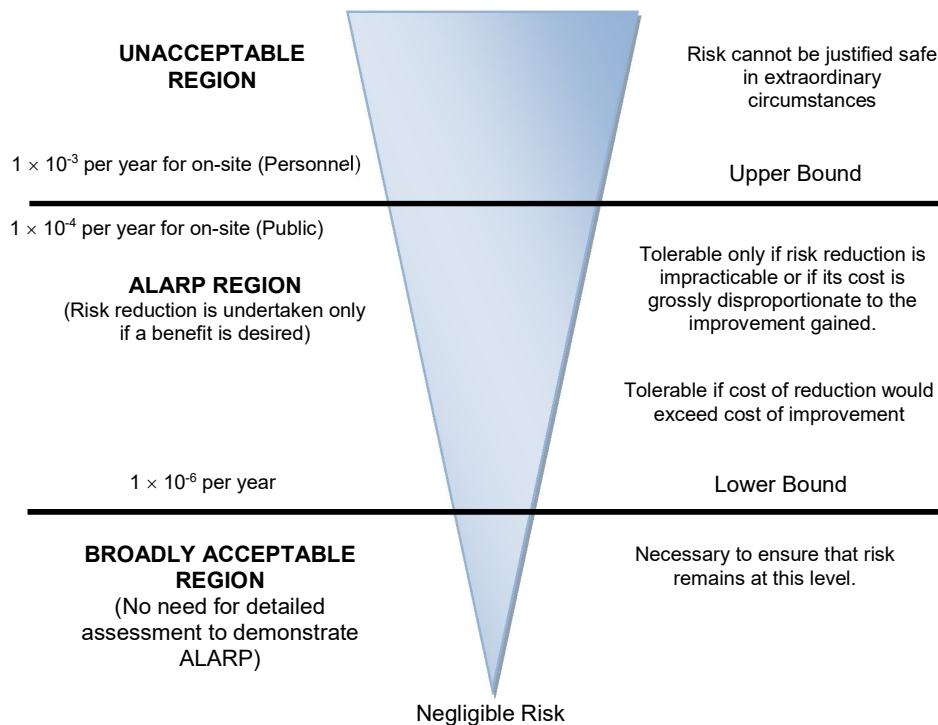 UNACCEPTABLE
REGION
Risk cannot be justified safe
in extraordinary
circumstances
1 × 10⁻³ per year for on-site (Personnel)
Upper Bound
1 × 10⁻⁴ per year for on-site (Public)
ALARP REGION
(Risk reduction is undertaken only
if a benefit is desired)
Tolerable only if risk reduction is
impracticable or if its cost is
grossly disproportionate to the
improvement gained.
Tolerable if cost of reduction would
exceed cost of improvement
1 × 10⁻⁶ per year
Lower Bound
BROADLY ACCEPTABLE
REGION
(No need for detailed
assessment to demonstrate
ALARP)
Necessary to ensure that risk
remains at this level.
Negligible Risk